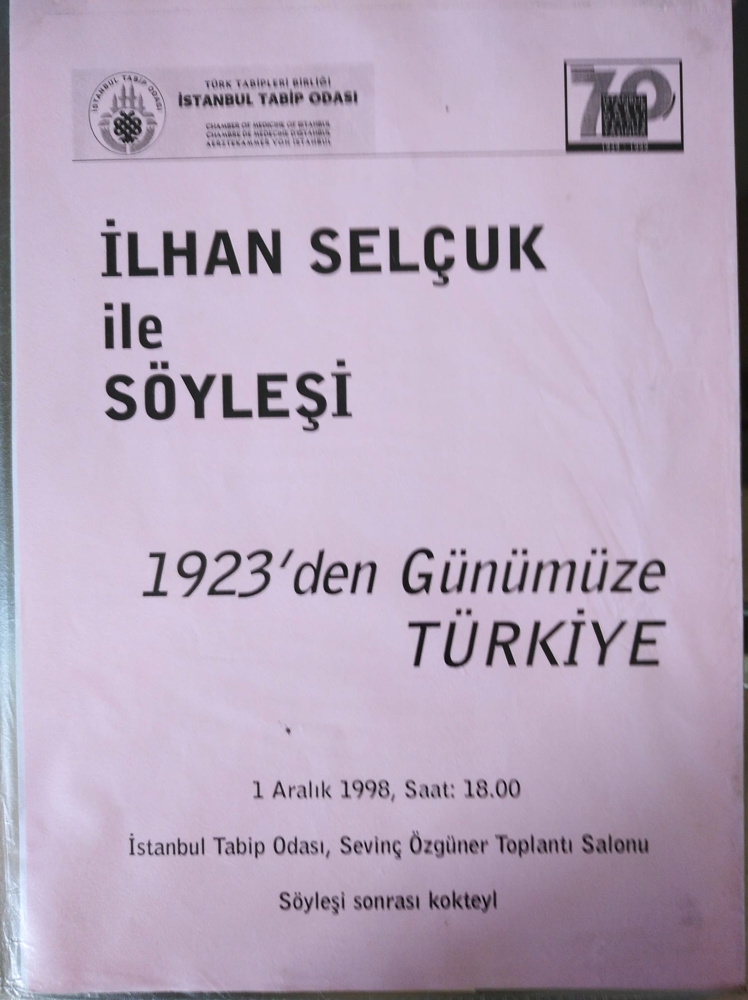 İSTANBUL TABİP ODASI
TÜRK TABİPLERİ BİRLİĞİ
İSTANBUL TABİP ODASI
CHAMBER OF MEDICINE OF ISTANBUL
CHAMBRE DE MEDECINE D'ISTANBUL
AERZTEKAMMER VON ISTANBUL
70
İLHAN SELÇUK
ile
SÖYLEŞİ
1923'den Günümüze
TÜRKİYE
1 Aralık 1998, Saat: 18.00
İstanbul Tabip Odası, Sevinç Özgüner Toplantı Salonu
Söyleşi sonrası kokteyl